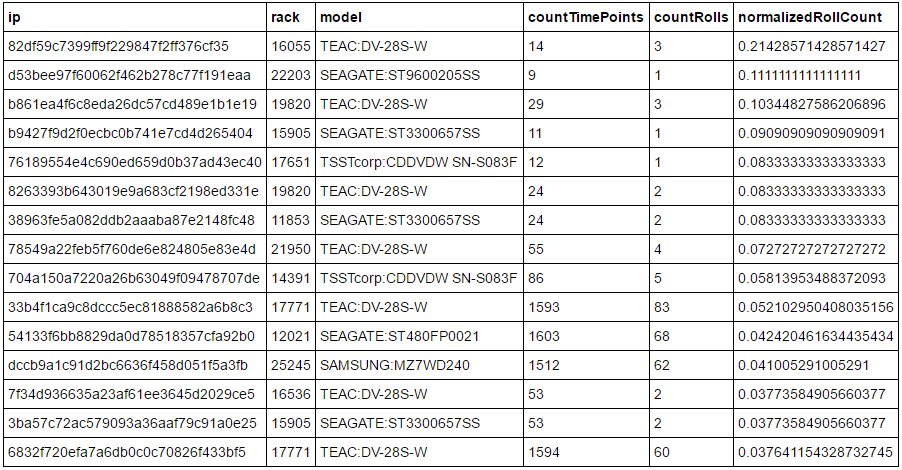 ip rack model countTimePoints countRolls normalizedRollCount
82df59c7399ff9f229847f2ff376cf35 16055 TEAC:DV-28S-W 14 3 0.21428571428571427
d53bee97f60062f462b278c77f191eaa 22203 SEAGATE:ST9600205SS 9 1 0.1111111111111111
b861ea4f6c8eda26dc57cd489e1b1e19 19820 TEAC:DV-28S-W 29 3 0.10344827586206896
b9427f9d2f0ecbc0b741e7cd4d265404 15905 SEAGATE:ST3300657SS 11 1 0.09090909090909091
76189554e4c690ed659d0b37ad43ec40 17651 TSSTcorp:CDDVDW SN-S083F 12 1 0.08333333333333333
8263393b643019e9a683cf2198ed331e 19820 TEAC:DV-28S-W 24 2 0.08333333333333333
38963fe5a082ddb2aaaba87e2148fc48 11853 SEAGATE:ST3300657SS 24 2 0.08333333333333333
78549a22feb5f760de6e824805e83e4d 21950 TEAC:DV-28S-W 55 4 0.07272727272727272
704a150a7220a26b63049f09478707de 14391 TSSTcorp:CDDVDW SN-S083F 86 5 0.05813953488372093
33b4f1ca9c8dccc5ec81888582a6b8c3 17771 TEAC:DV-28S-W 1593 83 0.052102950408035156
54133f6bb8829da0d78518357cfa92b0 12021 SEAGATE:ST480FP0021 1603 68 0.042420461634435434
dccb9a1c91d2bc6636f458d051f5a3fb 25245 SAMSUNG:MZ7WD240 1512 62 0.041005291005291
7f34d936635a23af61ee3645d2029ce5 16536 TEAC:DV-28S-W 53 2 0.03773584905660377
3ba57c72ac579093a36aaf79c91a0e25 15905 SEAGATE:ST3300657SS 53 2 0.03773584905660377
6832f720efa7a6db0c0c70826f433bf5 17771 TEAC:DV-28S-W 1594 60 0.037641154328732745